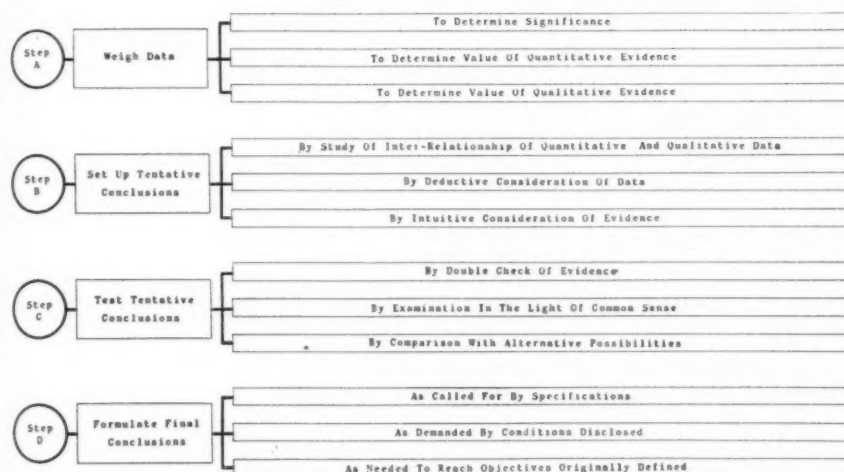 Step
A
Weigh Data
To Determine Significance
To Determine Value Of Quantitative Evidence
To Determine Value Of Qualitative Evidence
Step
B
Set Up Tentative
Conclusions
By Study Of Inter-Relationship Of Quantitative And Qualitative Data
By Deductive Consideration Of Data
By Intuitive Consideration Of Evidence
Step
C
Test Tentative
Conclusions
By Double Check Of Evidence
By Examination In The Light Of Common Sense
By Comparison With Alternative Possibilities
Step
D
Formulate Final
Conclusions
As Called For By Specifications
As Demanded By Conditions Disclosed
As Needed To Reach Objectives Originally Defined